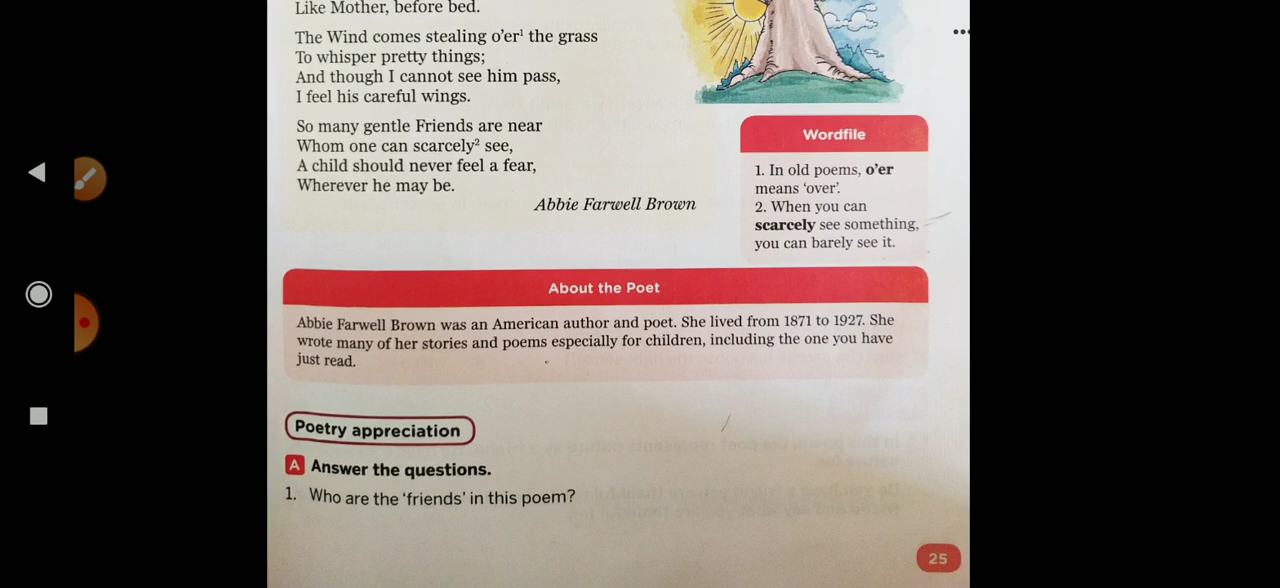 Like Mother, before bed.
The Wind comes stealing o'er¹ the grass
To whisper pretty things;
And though I cannot see him pass,
I feel his careful wings.
So many gentle Friends are near
Whom one can scarcely² see,
A child should never feel a fear,
Wherever he may be.
Abbie Farwell Brown
Wordfile
1. In old poems, o'er
means 'over'.
2. When you can
scarcely see something,
you can barely see it.
About the Poet
Abbie Farwell Brown was an American author and poet. She lived from 1871 to 1927. She
wrote many of her stories and poems especially for children, including the one you have
just read.
Poetry appreciation
A Answer the questions.
1. Who are the 'friends' in this poem?
25